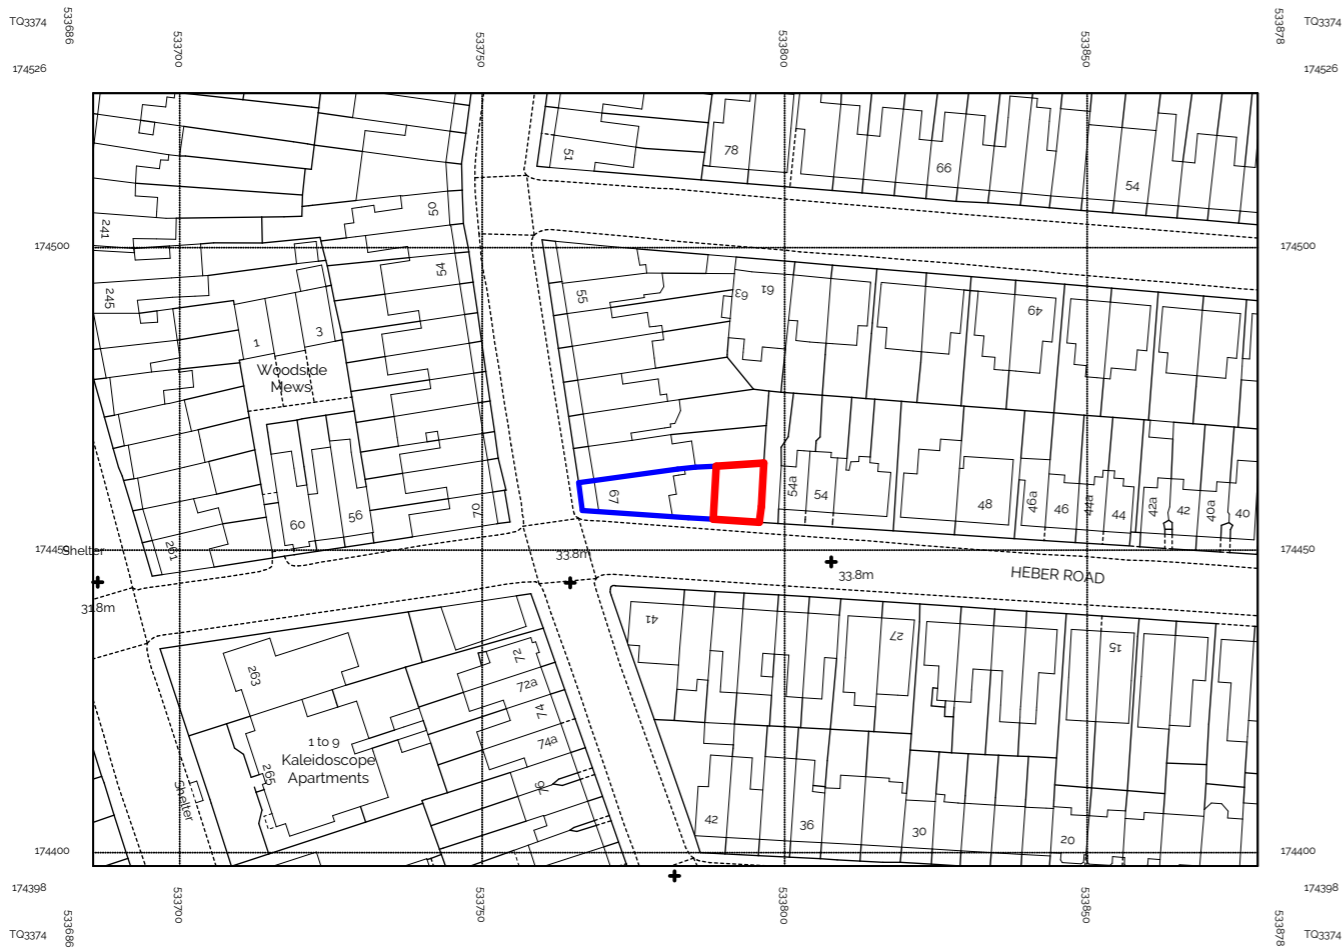 TQ3374
533686
533878
TQ3374
533700
533750
533800
533850
174526
174526
51
78
66
54
50
241
174500
174500
54
245
55
63
61
49
1
3
Woodside
Mews
67
54a
54
48
46a
46
44a
44
42a
42
40a
40
70
60
56
261
Shelter
174450
33.8m
33.8m
HEBER ROAD
31.8m
41
27
15
72
263
72a
74
1 to 9
Kaleidoscope
Apartments
74a
265
76
Shelter
42
36
30
20
174400
174400
174398
174398
533700
533750
533800
533850
TQ3374
533686
533878
TQ3374